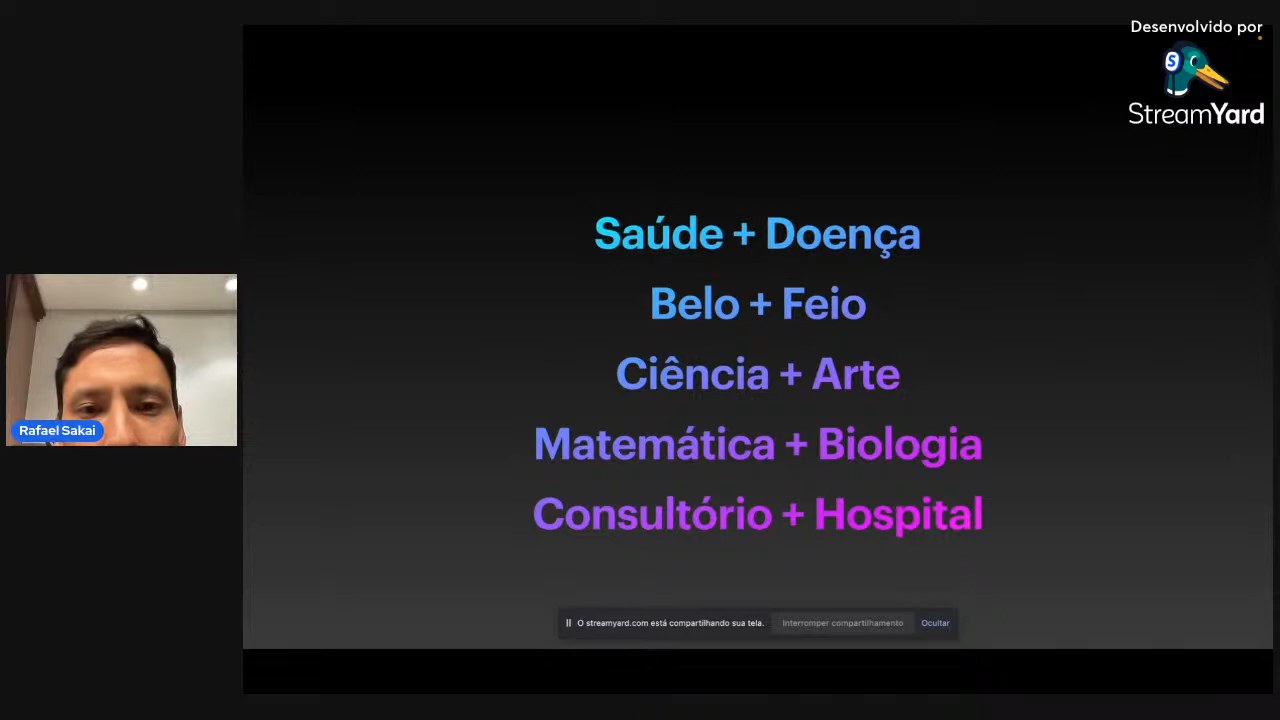 Desenvolvido por
StreamYard
Saúde + Doença
Belo + Feio
Ciência + Arte
Matemática + Biologia
Consultório + Hospital
Rafael Sakai
O streamyard.com está compartilhando sua tela. Interromper compartilhamento Ocultar